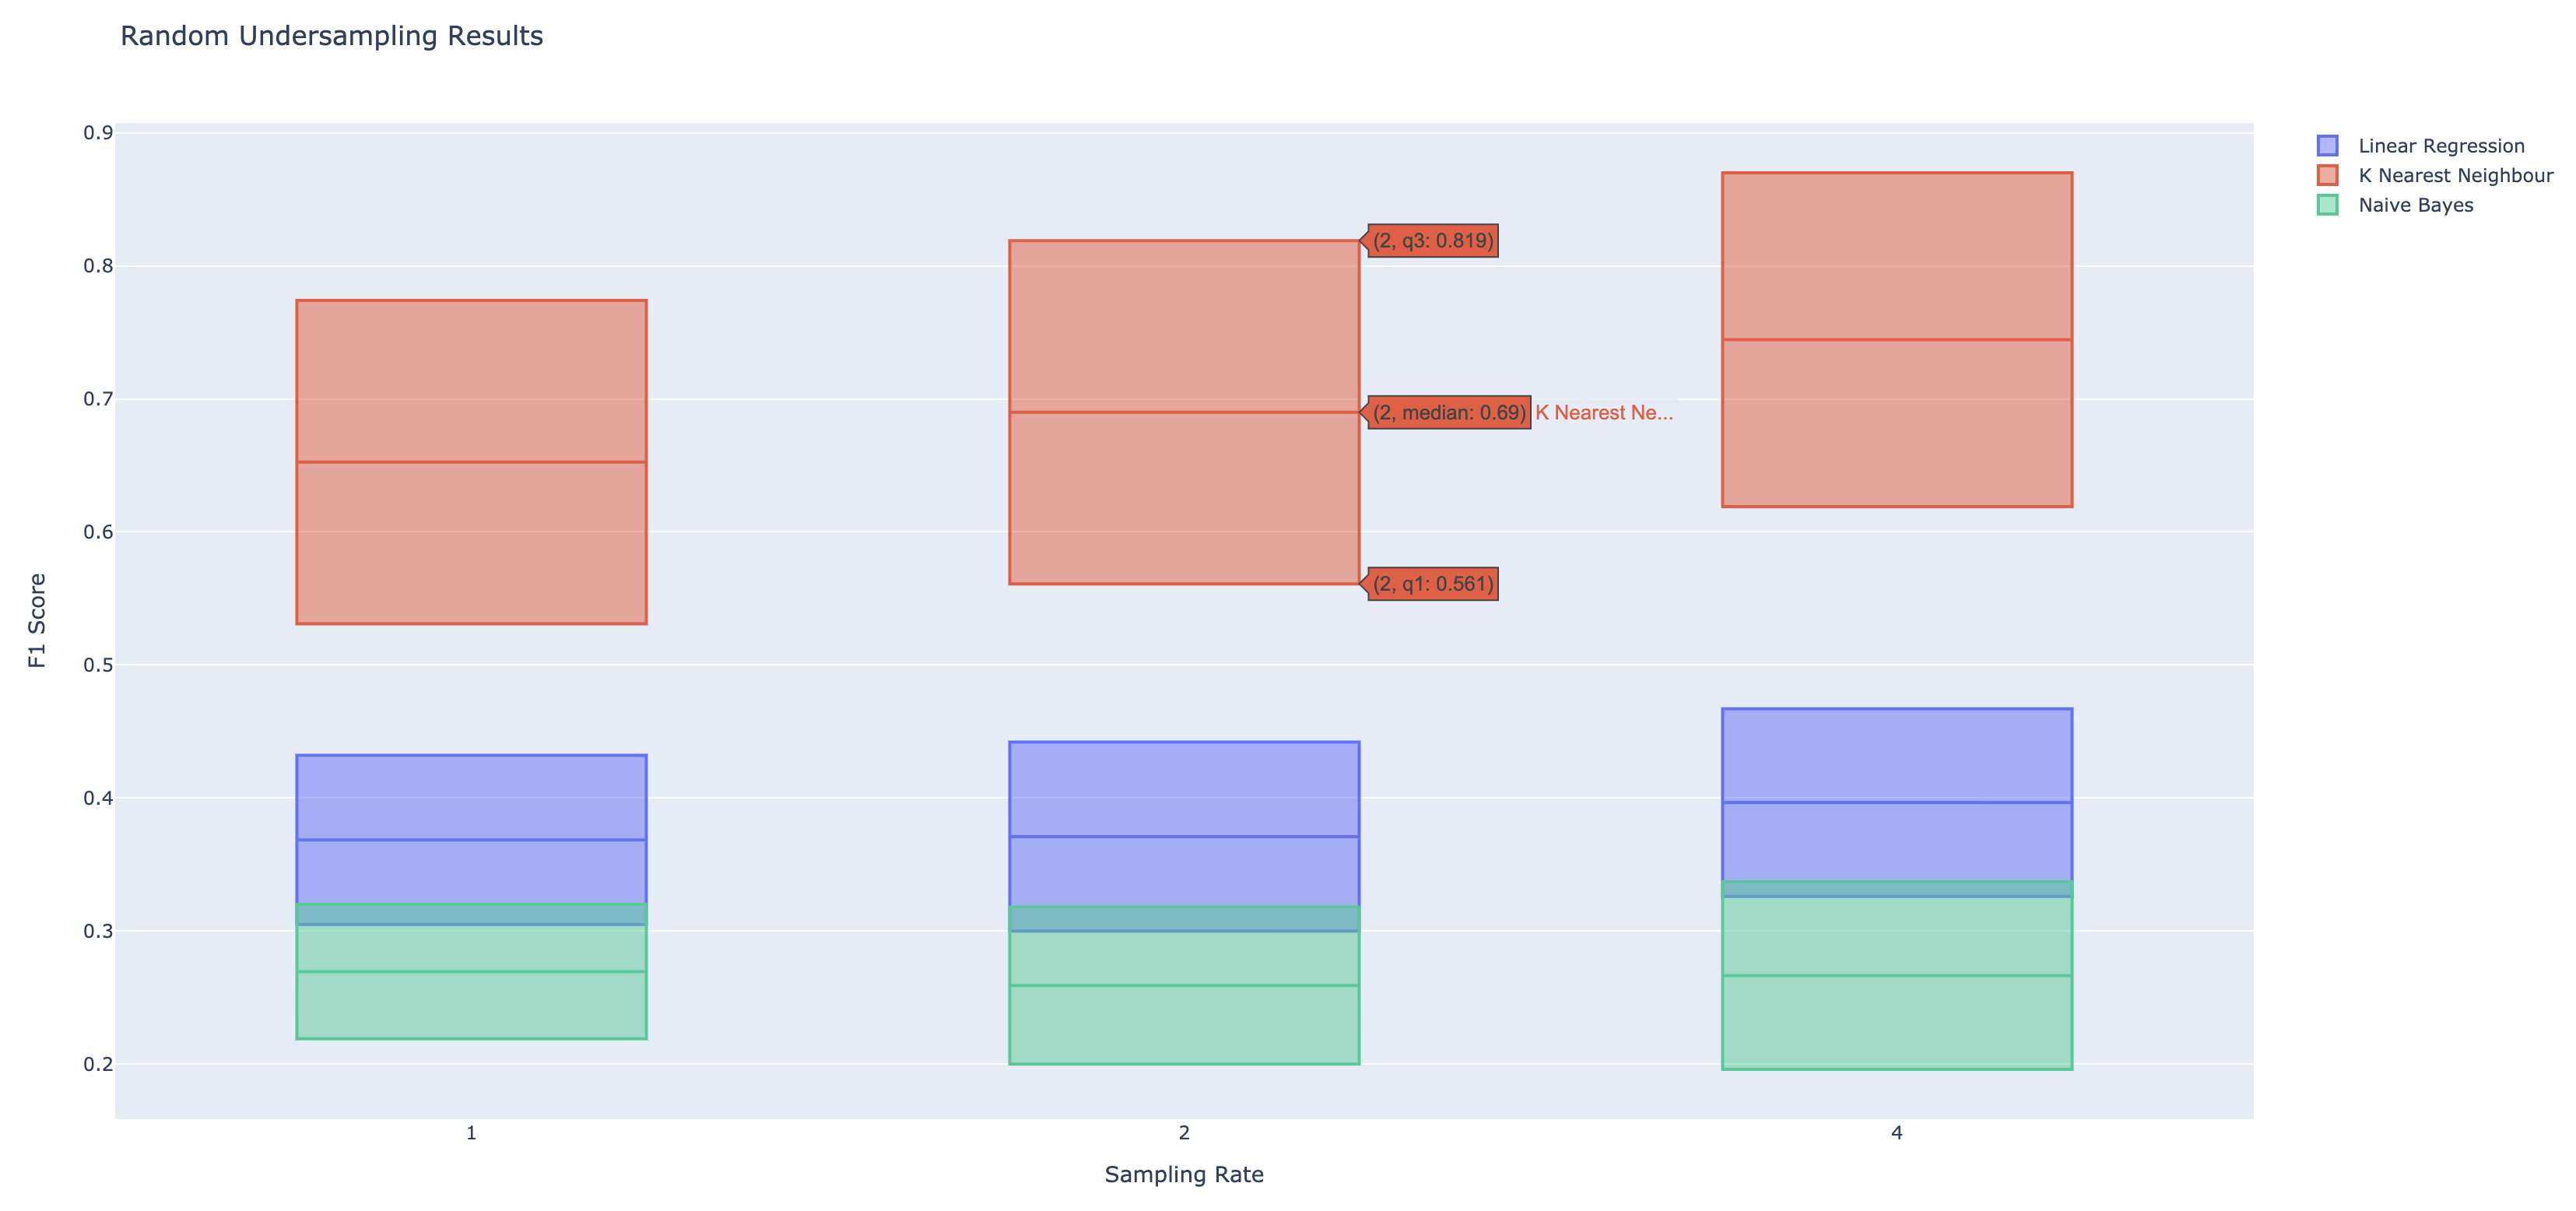 Random Undersampling Results
Linear Regression
K Nearest Neighbour
Naive Bayes
0.9
0.8
0.7
0.6
0.5
0.4
0.3
0.2
F1 Score
(2, q3: 0.819)
(2, median: 0.69) K Nearest Ne...
(2, q1: 0.561)
1 2 4
Sampling Rate